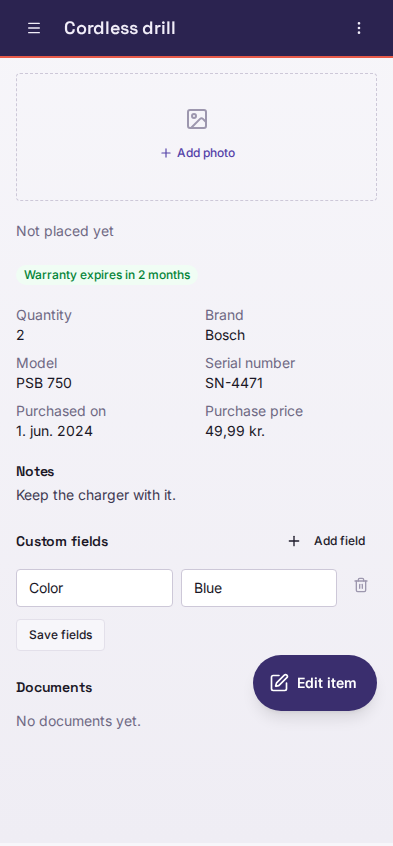 Cordless drill
Add photo
Not placed yet
Warranty expires in 2 months
Quantity
2
Brand
Bosch
Model
PSB 750
Serial number
SN-4471
Purchased on
1. jun. 2024
Purchase price
49,99 kr.
Notes
Keep the charger with it.
Custom fields
Add field
Color
Blue
Save fields
Edit item
Documents
No documents yet.